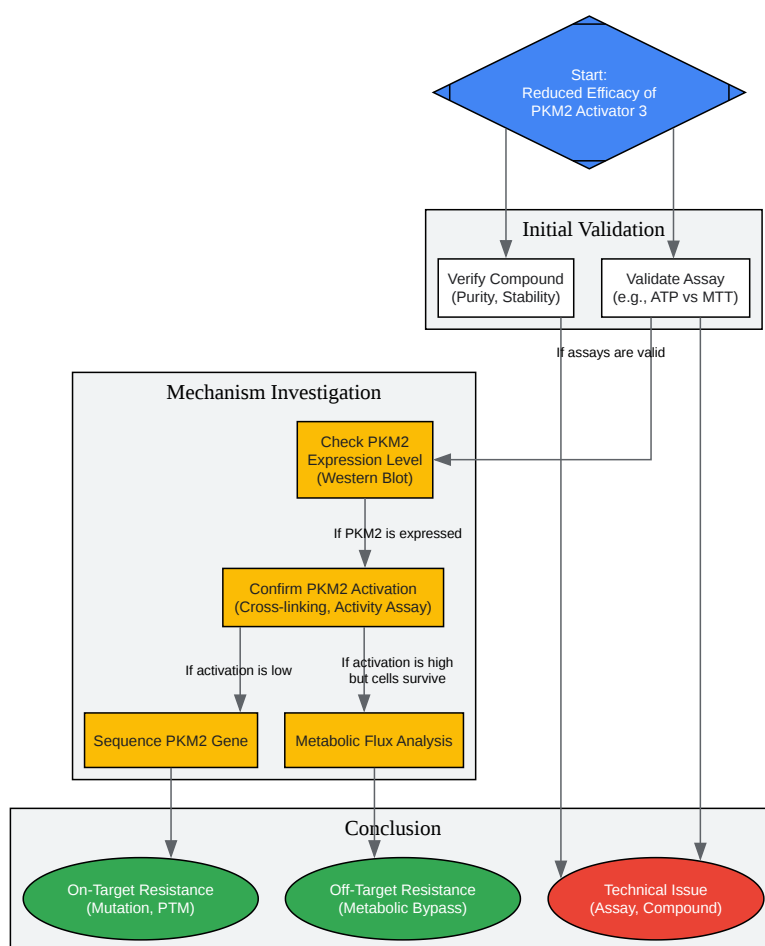 Start:
Reduced Efficacy of
PKM2 Activator 3
Initial Validation
Verify Compound
(Purity, Stability)
Validate Assay
(e.g., ATP vs MTT)
If assays are valid
Mechanism Investigation
Check PKM2
Expression Level
(Western Blot)
If PKM2 is expressed
Confirm PKM2 Activation
(Cross-linking, Activity Assay)
If activation is low
If activation is high
but cells survive
Sequence PKM2 Gene
Metabolic Flux Analysis
Conclusion
On-Target Resistance
(Mutation, PTM)
Off-Target Resistance
(Metabolic Bypass)
Technical Issue
(Assay, Compound)